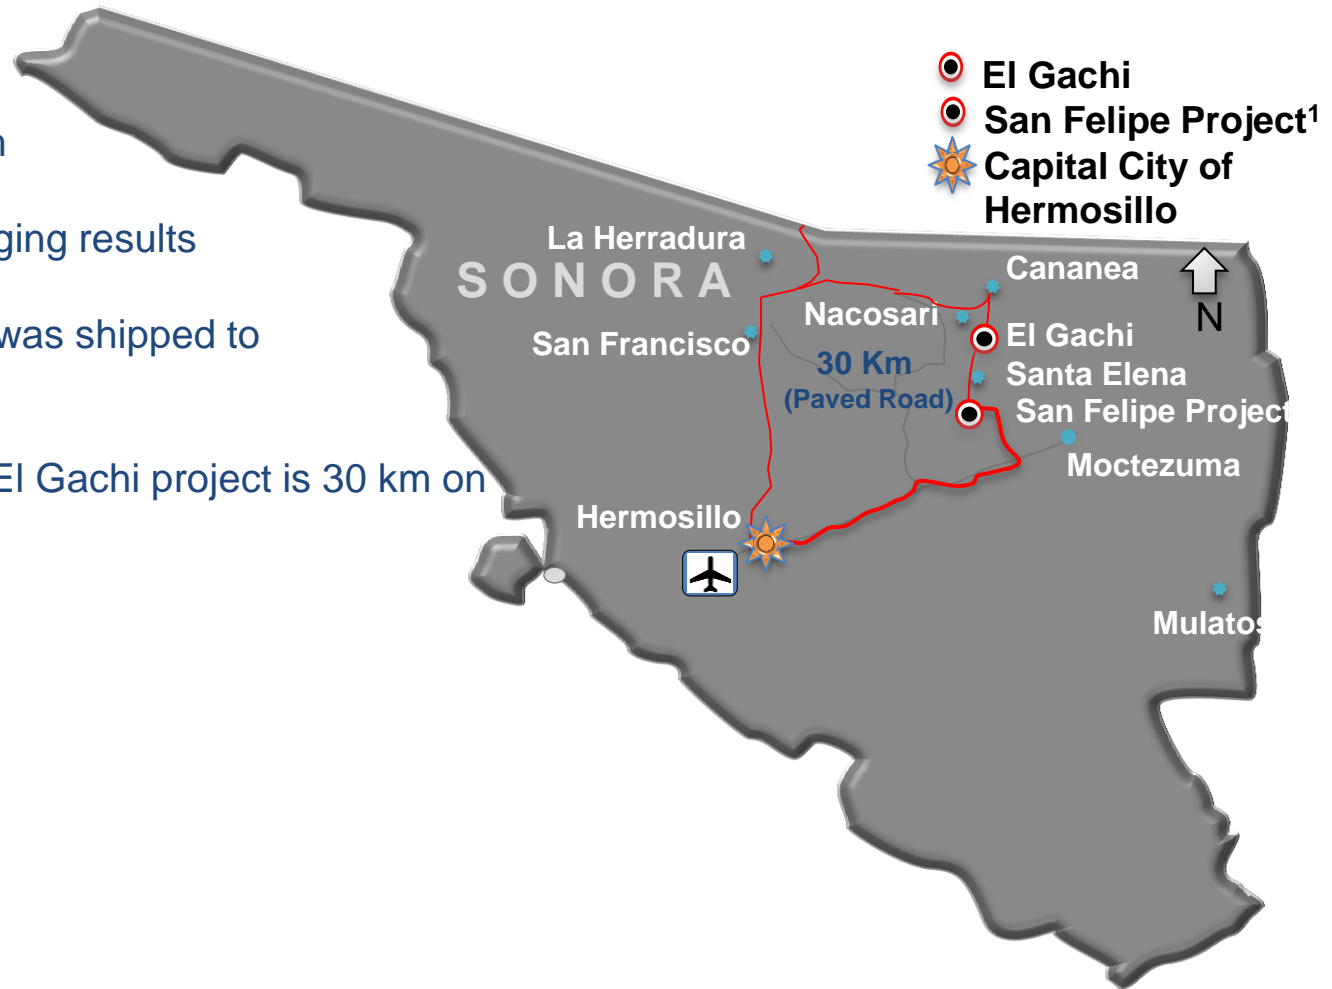 El Gachi
San Felipe Project¹
Capital City of
Hermosillo
n
ging results
was shipped to
El Gachi project is 30 km on
La Herradura
SONORA
Cananea
Nacosari
N
San Francisco
El Gachi
30 Km
(Paved Road)
Santa Elena
San Felipe Project
Moctezuma
Hermosillo
Mulatos